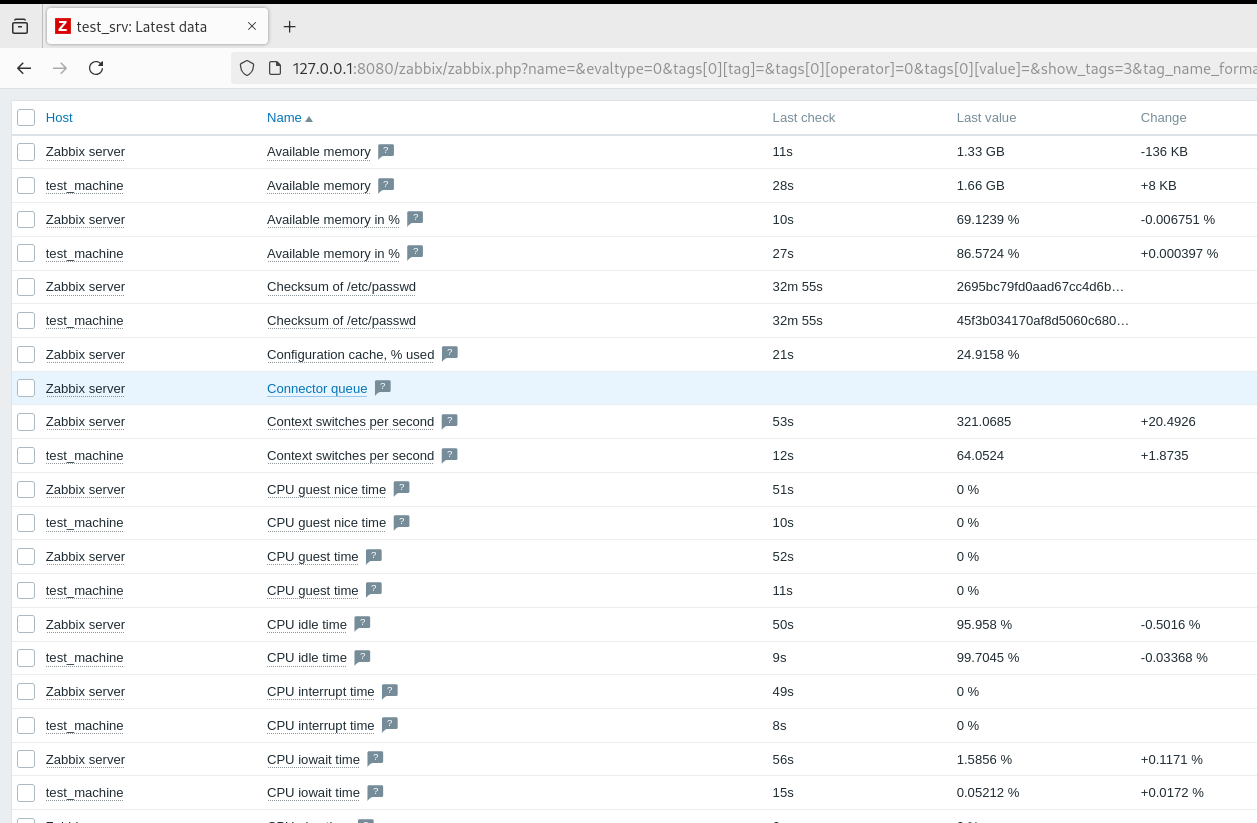 Z test_srv: Latest data
127.0.0.1:8080/zabbix/zabbix.php?name=&evaltype=0&tags[0][tag]=&tags[0][operator]=0&tags[0][value]=&show_tags=3&tag_name_forma
Host Name Last check Last value Change
Zabbix server Available memory ? 11s 1.33 GB -136 KB
test_machine Available memory ? 28s 1.66 GB +8 KB
Zabbix server Available memory in % ? 10s 69.1239 % -0.006751 %
test_machine Available memory in % ? 27s 86.5724 % +0.000397 %
Zabbix server Checksum of /etc/passwd 32m 55s 2695bc79fd0aad67cc4d6b…
test_machine Checksum of /etc/passwd 32m 55s 45f3b034170af8d5060c680…
Zabbix server Configuration cache, % used ? 21s 24.9158 %
Zabbix server Connector queue ?
Zabbix server Context switches per second ? 53s 321.0685 +20.4926
test_machine Context switches per second ? 12s 64.0524 +1.8735
Zabbix server CPU guest nice time ? 51s 0 %
test_machine CPU guest nice time ? 10s 0 %
Zabbix server CPU guest time ? 52s 0 %
test_machine CPU guest time ? 11s 0 %
Zabbix server CPU idle time ? 50s 95.958 % -0.5016 %
test_machine CPU idle time ? 9s 99.7045 % -0.03368 %
Zabbix server CPU interrupt time ? 49s 0 %
test_machine CPU interrupt time ? 8s 0 %
Zabbix server CPU iowait time ? 56s 1.5856 % +0.1171 %
test_machine CPU iowait time ? 15s 0.05212 % +0.0172 %